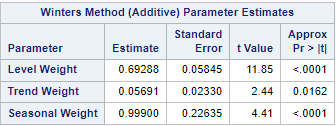 Winters Method (Additive) Parameter Estimates
Parameter Estimate Standard Error t Value Approx Pr > |t|
Level Weight 0.69288 0.05845 11.85 <.0001
Trend Weight 0.05691 0.02330 2.44 0.0162
Seasonal Weight 0.99900 0.22635 4.41 <.0001